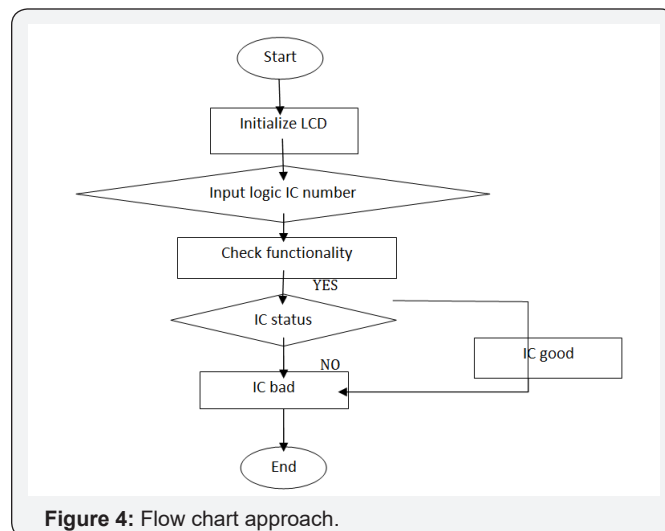 Start
Initialize LCD
Input logic IC number
Check functionality
YES
IC status
IC good
NO
IC bad
End
Figure 4: Flow chart approach.